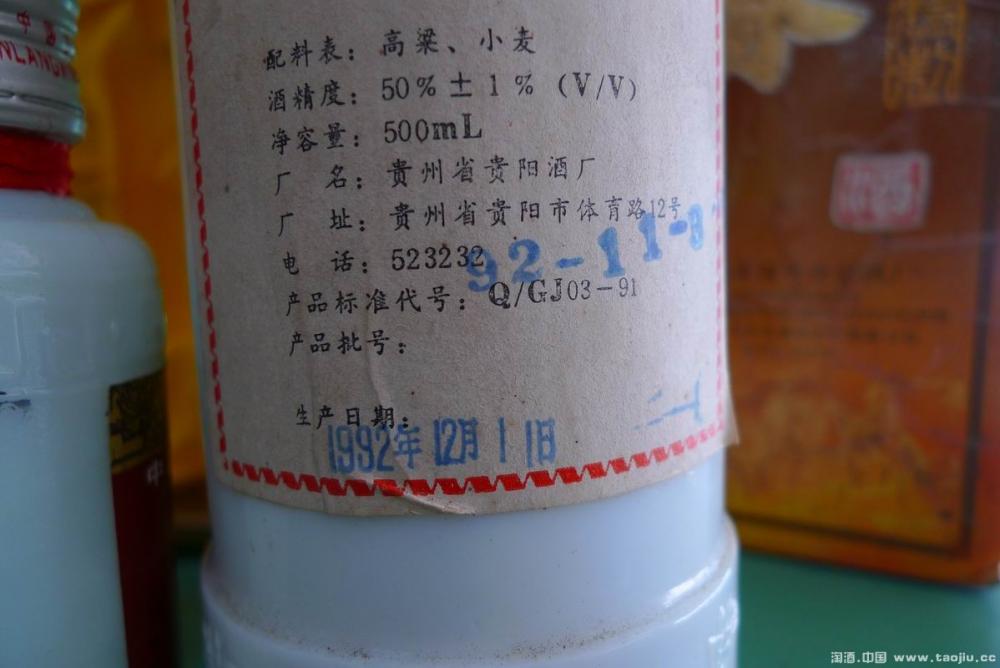 配料表：高粱、小麦
酒精度：50%±1%（V/V）
净容量：500mL
厂 名：贵州省贵阳酒厂
厂 址：贵州省贵阳市体育路12号
电 话：523232
92-11-8
产品标准代号：Q/GJ03-91
产品批号：
生产日期：
1992年12月11日
中
淘酒.中国 www.taojiu.cc